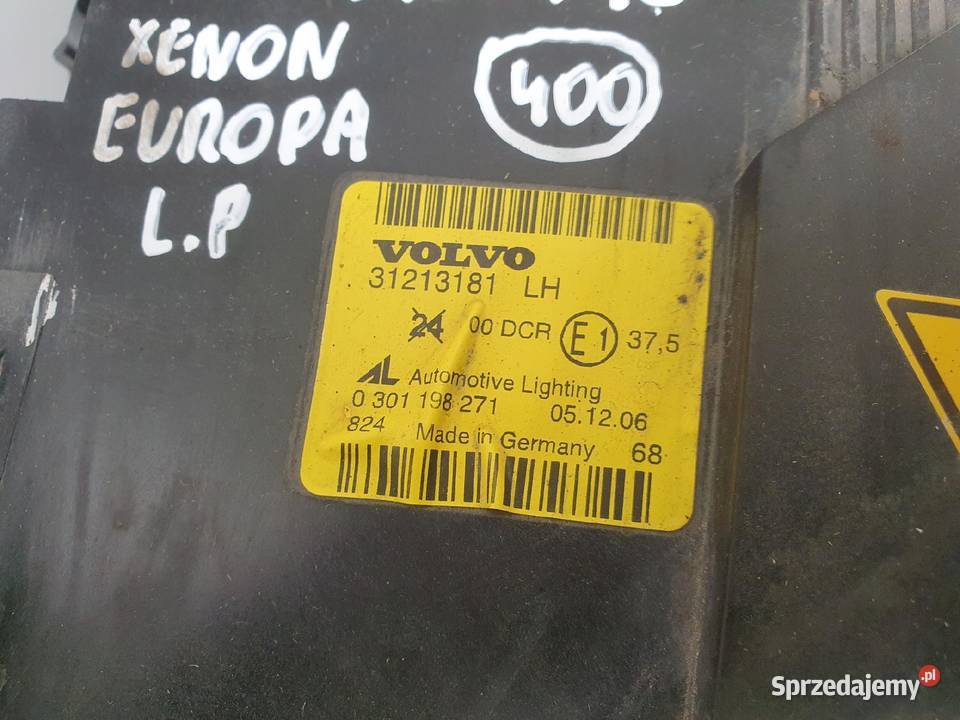 XENON
EUROPA
400
L.P
VOLVO
31213181 LH
24 00 DCR E1 37,5
AL Automotive Lighting
0 301 198 271 05.12.06
824 Made in Germany 68
Sprzedajemy.pl